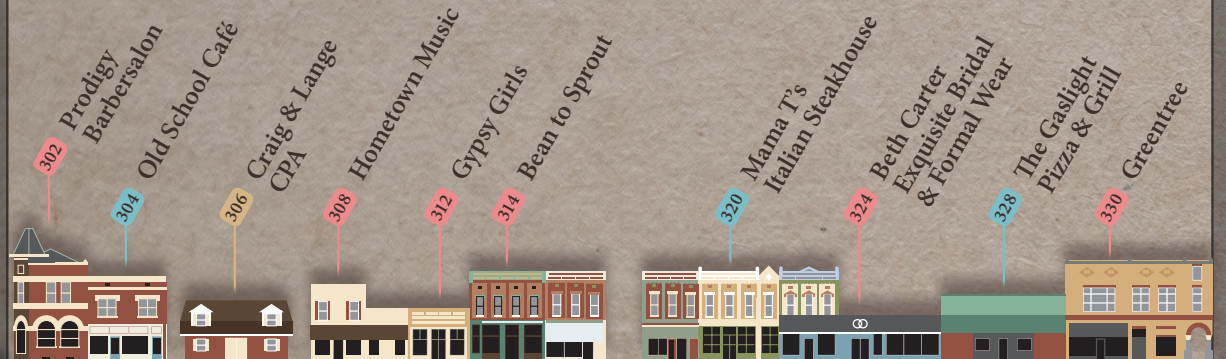 302
Prodigy
Barbersalon
304
Old School Café
306
Craig & Lange
CPA
308
Hometown Music
312
Gypsy Girls
314
Bean to Sprout
320
Mama T's
Italian Steakhouse
324
Beth Carter
Exquisite Bridal
& Formal Wear
328
The Gaslight
Pizza & Grill
330
Greentree